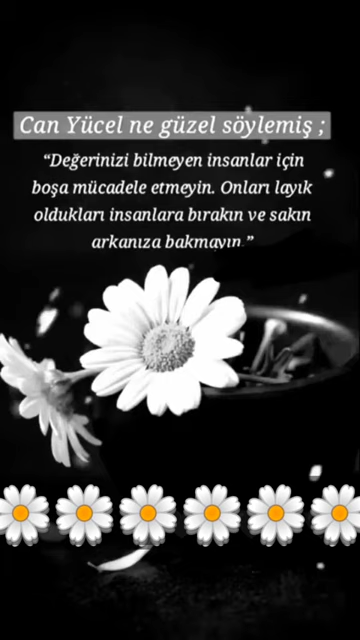 Can Yücel ne güzel söylemiş ;
“Değerinizi bilmeyen insanlar için
boşa mücadele etmeyin. Onları layık
oldukları insanlara bırakın ve sakın
arkanıza bakmayın.”